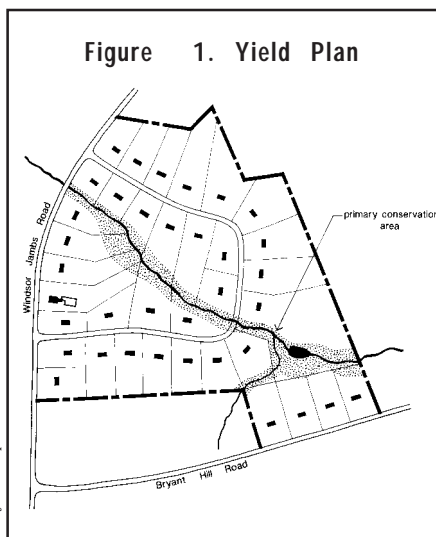 Figure 1. Yield Plan
primary conservation
area
Windsor Jambs Road
Bryant Hill Road